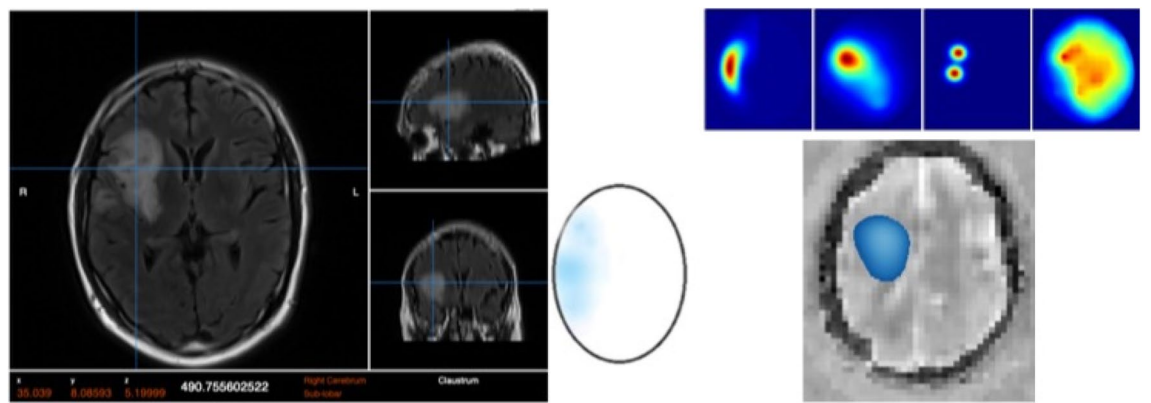 R
L
x y z
35.039 8.08593 5.19999
490.755602522
Right Cerebrum
Sub-lobar
Claustrum